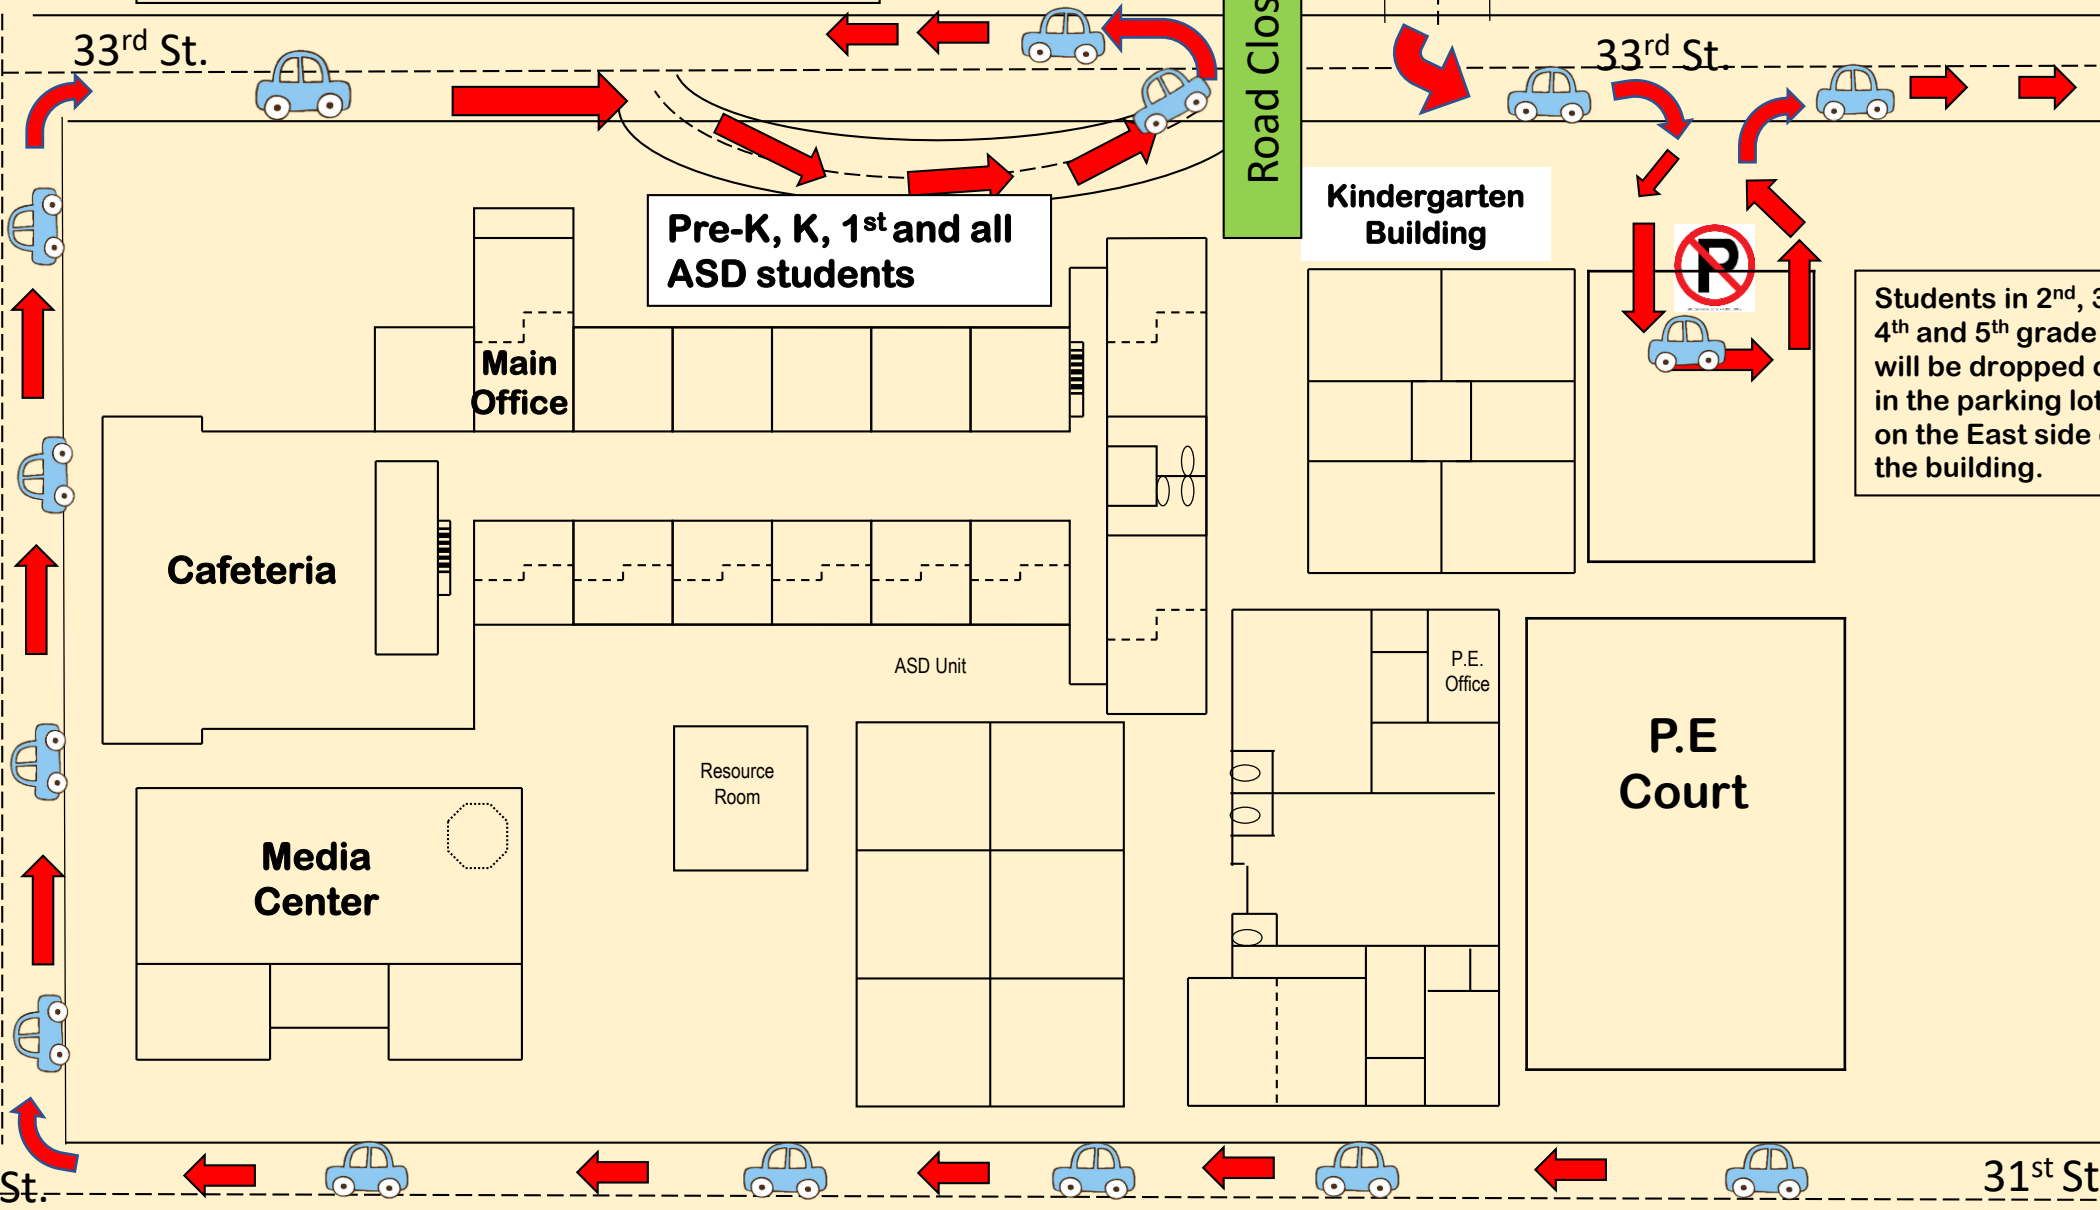 33rd St.
Road Clos
33rd St.
Pre-K, K, 1st and all
ASD students
Kindergarten
Building
P
Students in 2nd, 3
4th and 5th grade
will be dropped o
in the parking lot
on the East side o
the building.
Main
Office
Cafeteria
ASD Unit
P.E.
Office
P.E
Court
Resource
Room
Media
Center
St.
31st St